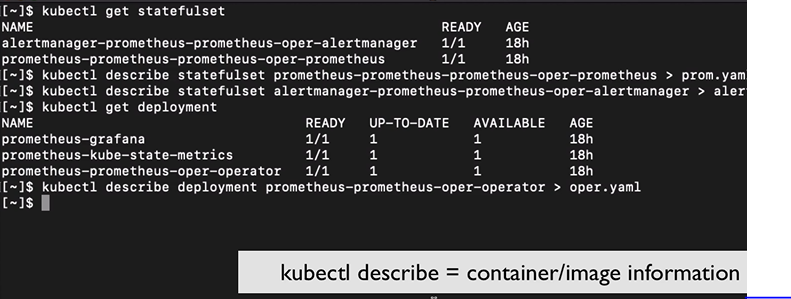 [~]$ kubectl get statefulset
NAME READY AGE
alertmanager-prometheus-prometheus-oper-alertmanager 1/1 18h
prometheus-prometheus-prometheus-oper-prometheus 1/1 18h
[~]$ kubectl describe statefulset prometheus-prometheus-prometheus-oper-prometheus > prom.yam
[~]$ kubectl describe statefulset alertmanager-prometheus-prometheus-oper-alertmanager > aler
[~]$ kubectl get deployment
NAME READY UP-TO-DATE AVAILABLE AGE
prometheus-grafana 1/1 1 1 18h
prometheus-kube-state-metrics 1/1 1 1 18h
prometheus-prometheus-oper-operator 1/1 1 1 18h
[~]$ kubectl describe deployment prometheus-prometheus-oper-operator > oper.yaml
[~]$
kubectl describe = container/image information